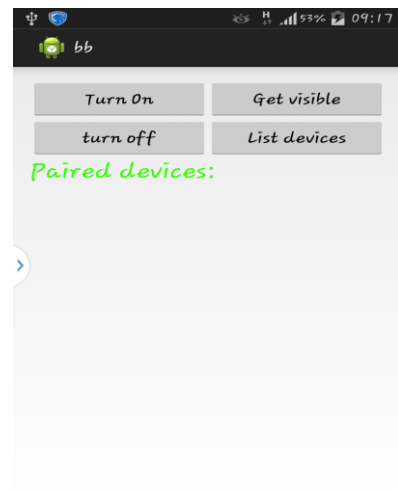 H 53% 09:17
bb
Turn On Get visible
turn off List devices
Paired devices: